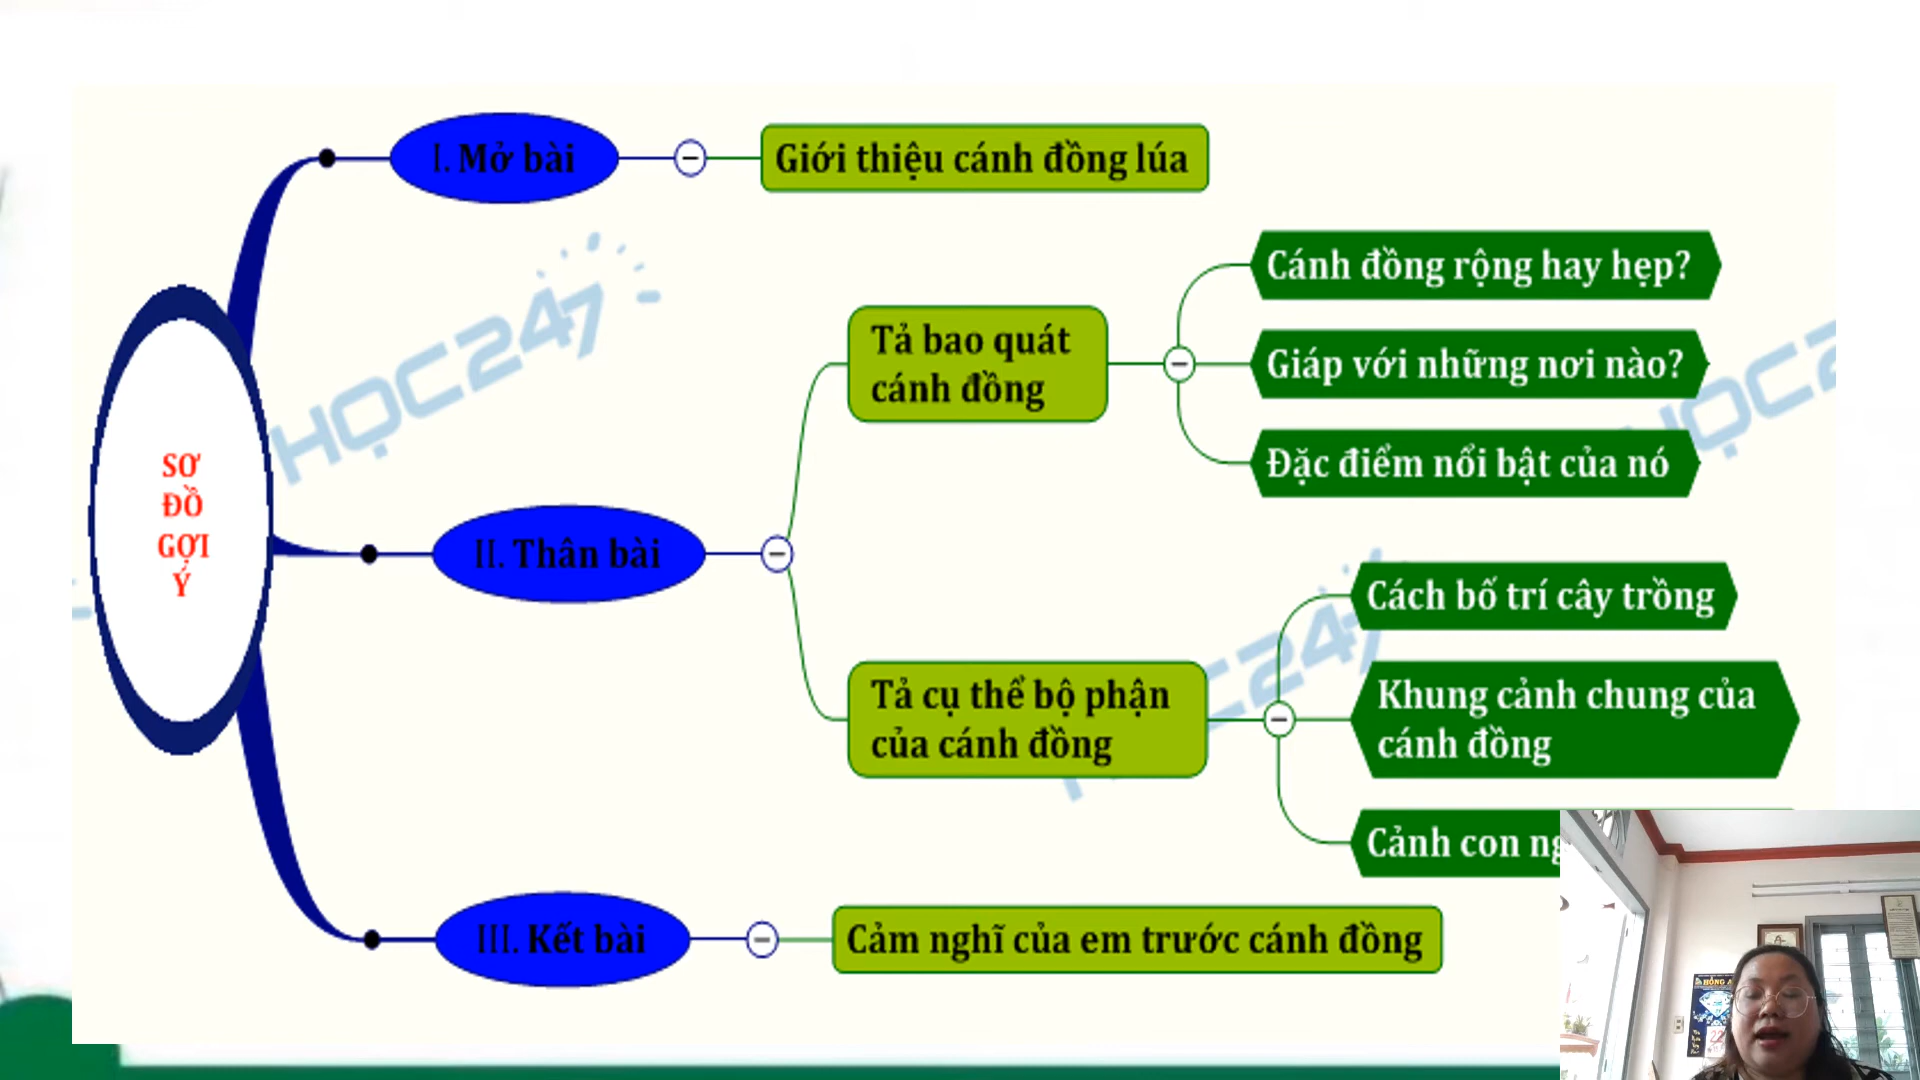 I. Mở bài
Giới thiệu cánh đồng lúa
HỌC247
Cánh đồng rộng hay hẹp?
Tả bao quát
cánh đồng
Giáp với những nơi nào?
Đặc điểm nổi bật của nó
SƠ
ĐỒ
GỢI
Ý
II. Thân bài
Cách bố trí cây trồng
Tả cụ thể bộ phận
của cánh đồng
Khung cảnh chung của
cánh đồng
Cảnh con
III. Kết bài
Cảm nghĩ của em trước cánh đồng
HỒNG
22